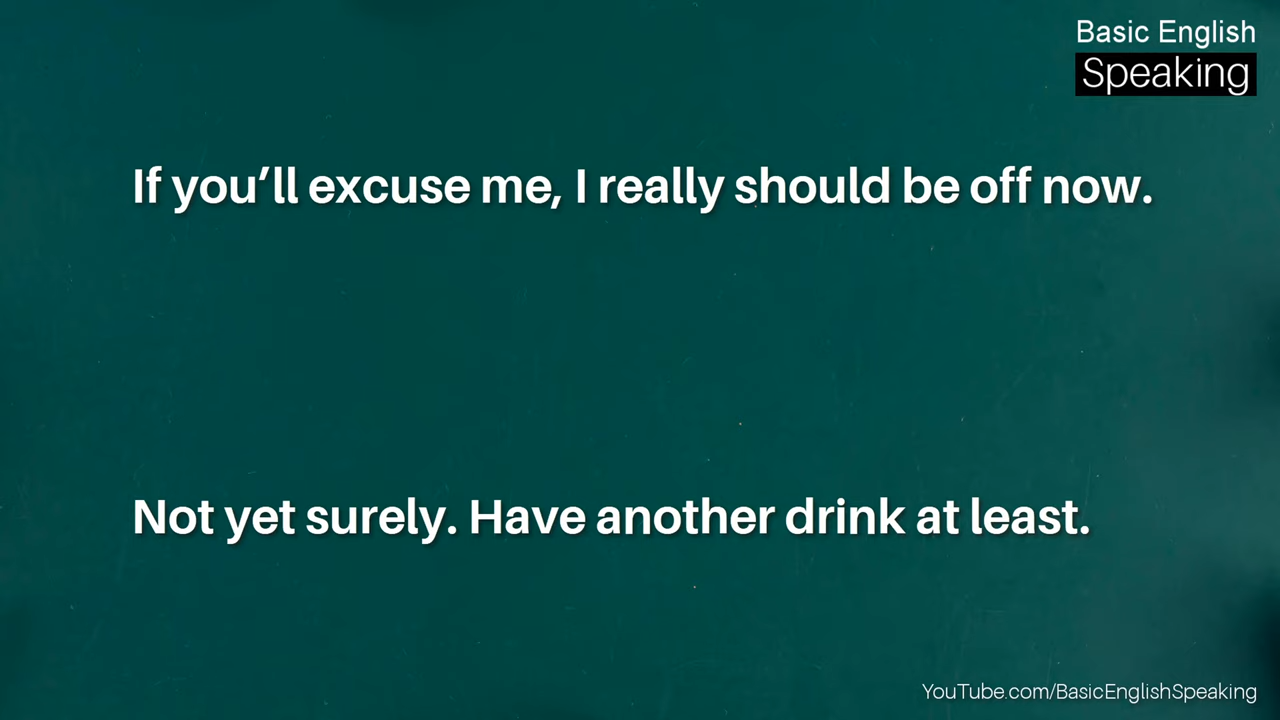 Basic English
Speaking
If you’ll excuse me, I really should be off now.
Not yet surely. Have another drink at least.
YouTube.com/BasicEnglishSpeaking